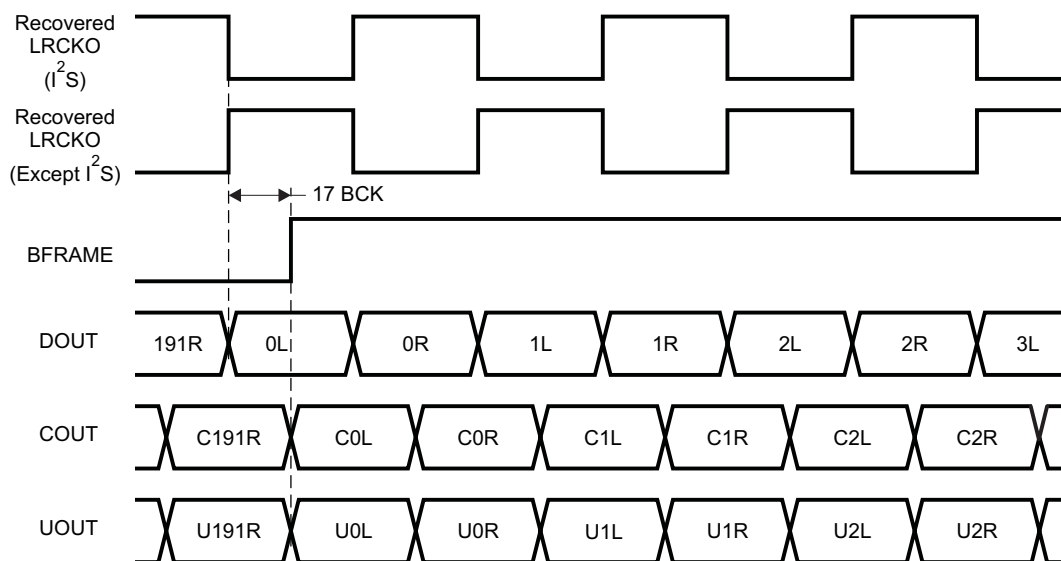 Recovered
LRCKO
(I²S)
Recovered
LRCKO
(Except I²S)
17 BCK
BFRAME
DOUT 191R 0L 0R 1L 1R 2L 2R 3L
COUT C191R C0L C0R C1L C1R C2L C2R
UOUT U191R U0L U0R U1L U1R U2L U2R